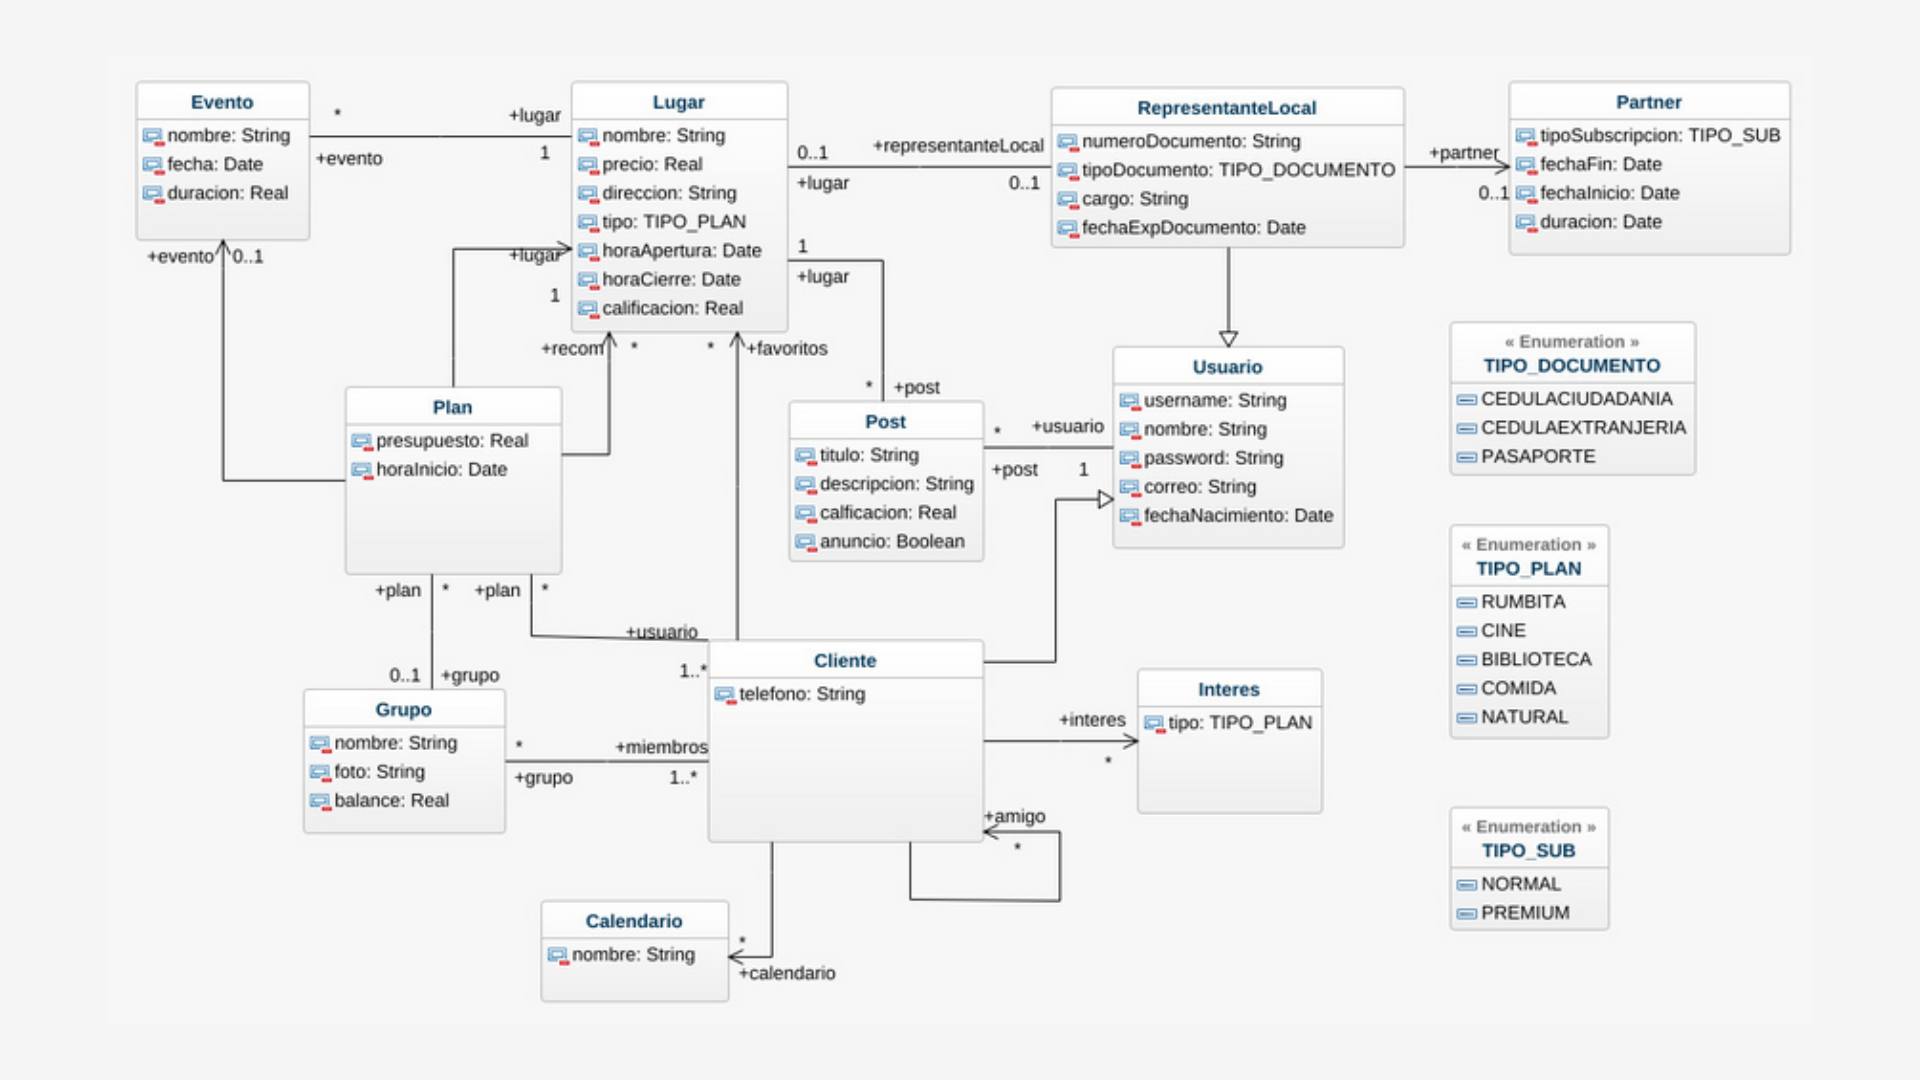 Evento
nombre: String
fecha: Date
duracion: Real
*
+evento
+lugar
1
Lugar
nombre: String
precio: Real
direccion: String
tipo: TIPO_PLAN
horaApertura: Date
horaCierre: Date
calificacion: Real
0..1
+lugar
+representanteLocal
0..1
RepresentanteLocal
numeroDocumento: String
tipoDocumento: TIPO_DOCUMENTO
cargo: String
fechaExpDocumento: Date
+partner
0..1
Partner
tipoSubscripcion: TIPO_SUB
fechaFin: Date
fechaInicio: Date
duracion: Date
+evento
0..1
+lugar
1
1
+lugar
+recom
*
*
+favoritos
*
+post
Plan
presupuesto: Real
horaInicio: Date
Post
titulo: String
descripcion: String
calficacion: Real
anuncio: Boolean
*
+post
+usuario
1
Usuario
username: String
nombre: String
password: String
correo: String
fechaNacimiento: Date
« Enumeration »
TIPO_DOCUMENTO
CEDULACIUDADANIA
CEDULAEXTRANJERIA
PASAPORTE
« Enumeration »
TIPO_PLAN
RUMBITA
CINE
BIBLIOTECA
COMIDA
NATURAL
+plan
*
+plan
*
+usuario
1..*
0..1
+grupo
Grupo
nombre: String
foto: String
balance: Real
*
+grupo
+miembros
1..*
Cliente
telefono: String
+interes
*
Interes
tipo: TIPO_PLAN
+amigo
*
Calendario
nombre: String
*
+calendario
« Enumeration »
TIPO_SUB
NORMAL
PREMIUM